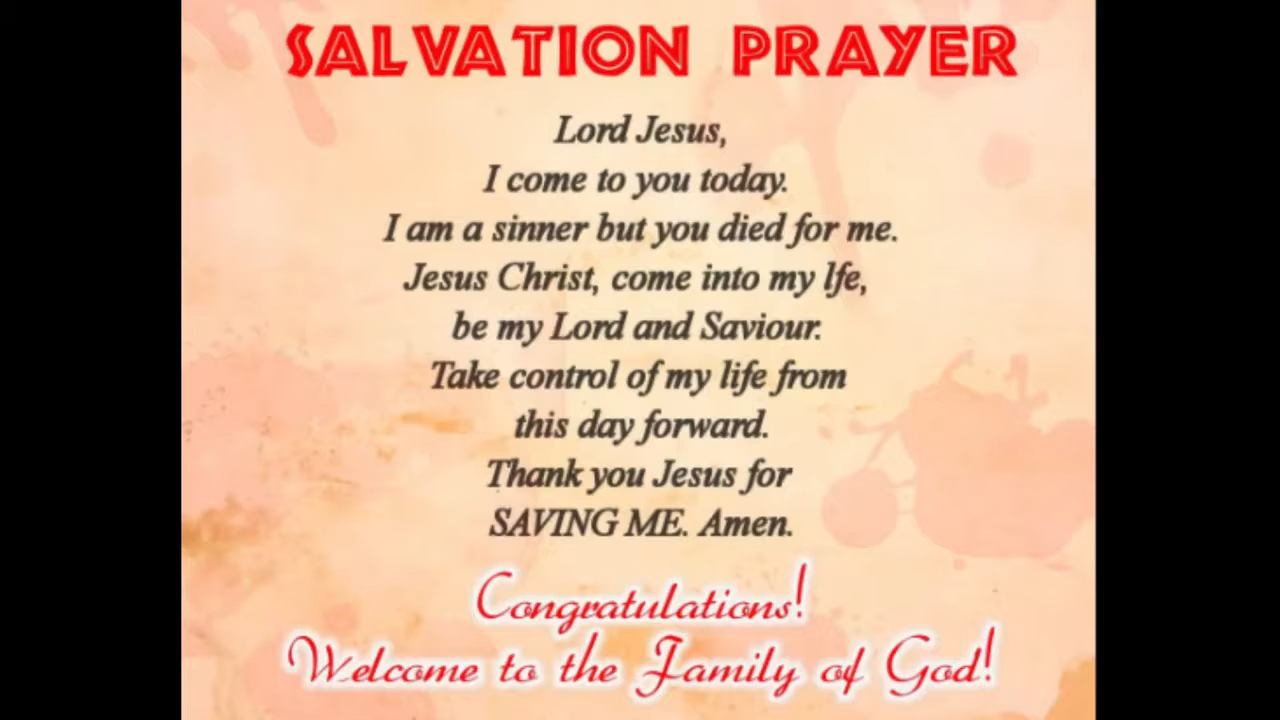 SALVATION PRAYER
Lord Jesus,
I come to you today.
I am a sinner but you died for me.
Jesus Christ, come into my lfe,
be my Lord and Saviour.
Take control of my life from
this day forward.
Thank you Jesus for
SAVING ME. Amen.
Congratulations!
Welcome to the Family of God!